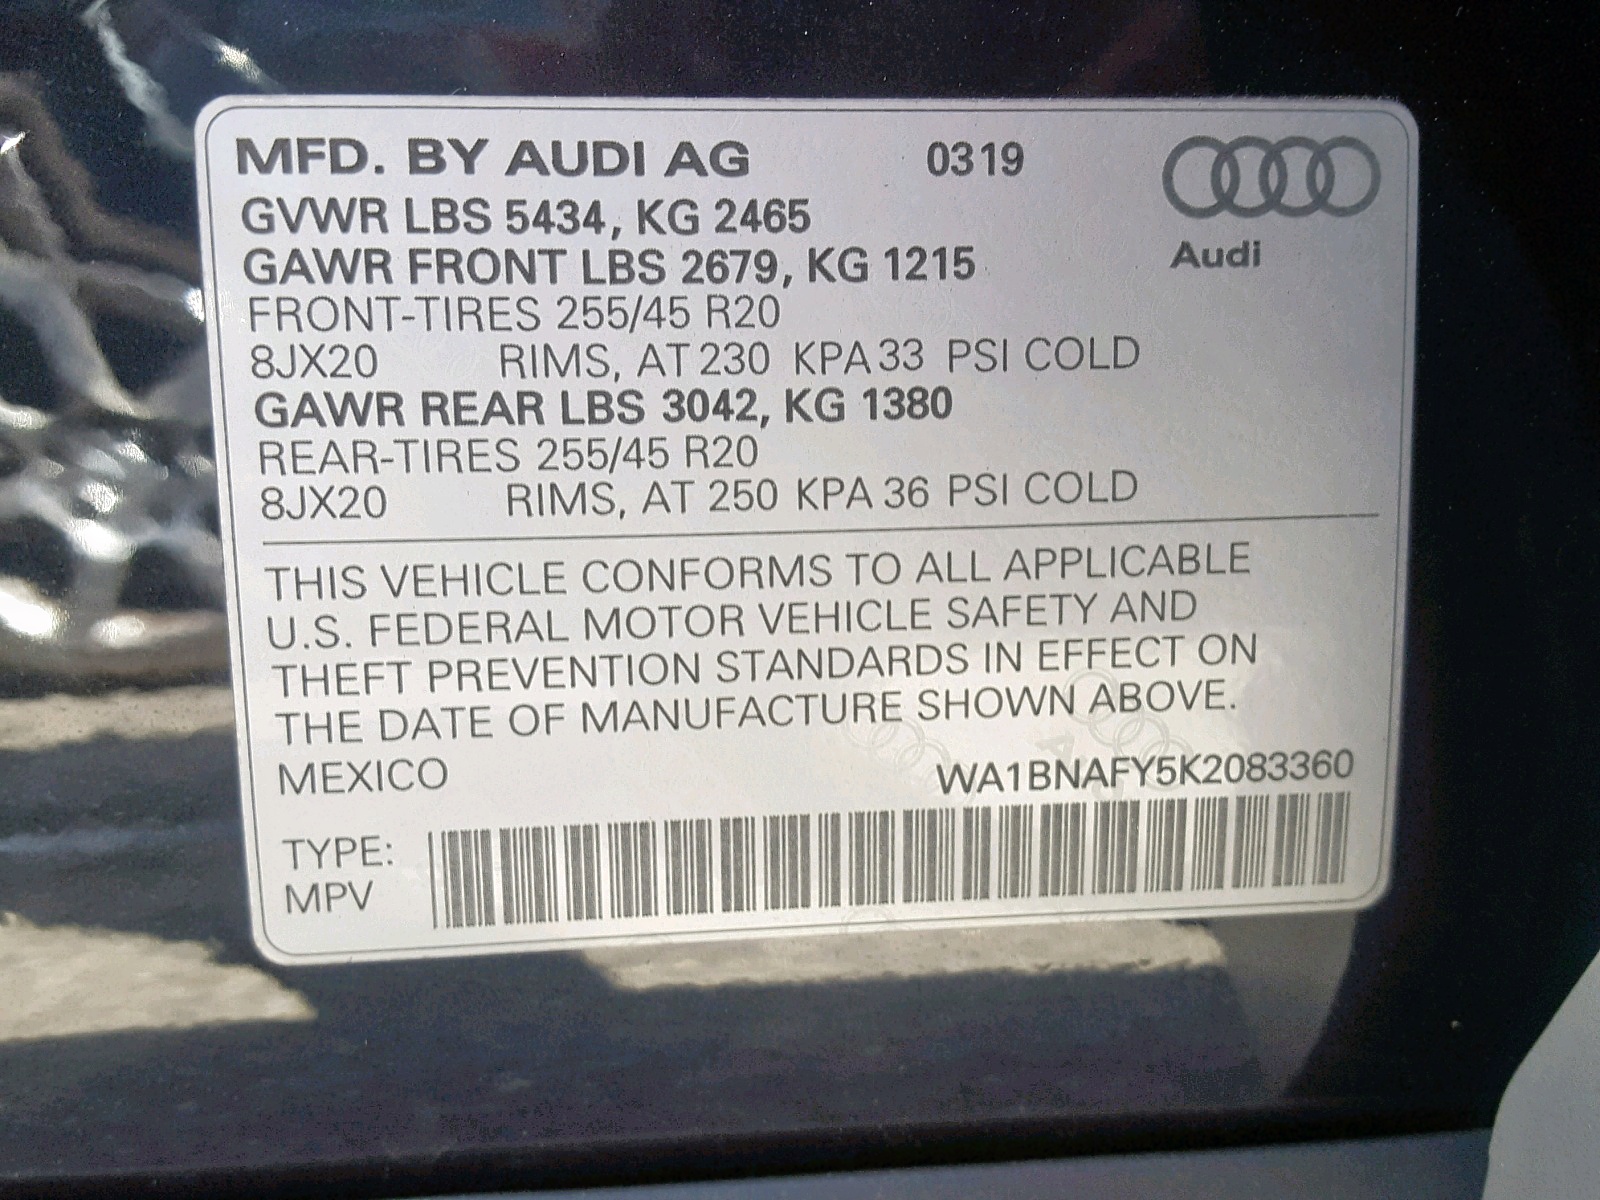 MFD. BY AUDI AG 0319
GVWR LBS 5434, KG 2465
GAWR FRONT LBS 2679, KG 1215
Audi
FRONT-TIRES 255/45 R20
8JX20 RIMS, AT 230 KPA 33 PSI COLD
GAWR REAR LBS 3042, KG 1380
REAR-TIRES 255/45 R20
8JX20 RIMS, AT 250 KPA 36 PSI COLD
THIS VEHICLE CONFORMS TO ALL APPLICABLE
U.S. FEDERAL MOTOR VEHICLE SAFETY AND
THEFT PREVENTION STANDARDS IN EFFECT ON
THE DATE OF MANUFACTURE SHOWN ABOVE.
MEXICO WA1BNAFY5K2083360
TYPE:
MPV